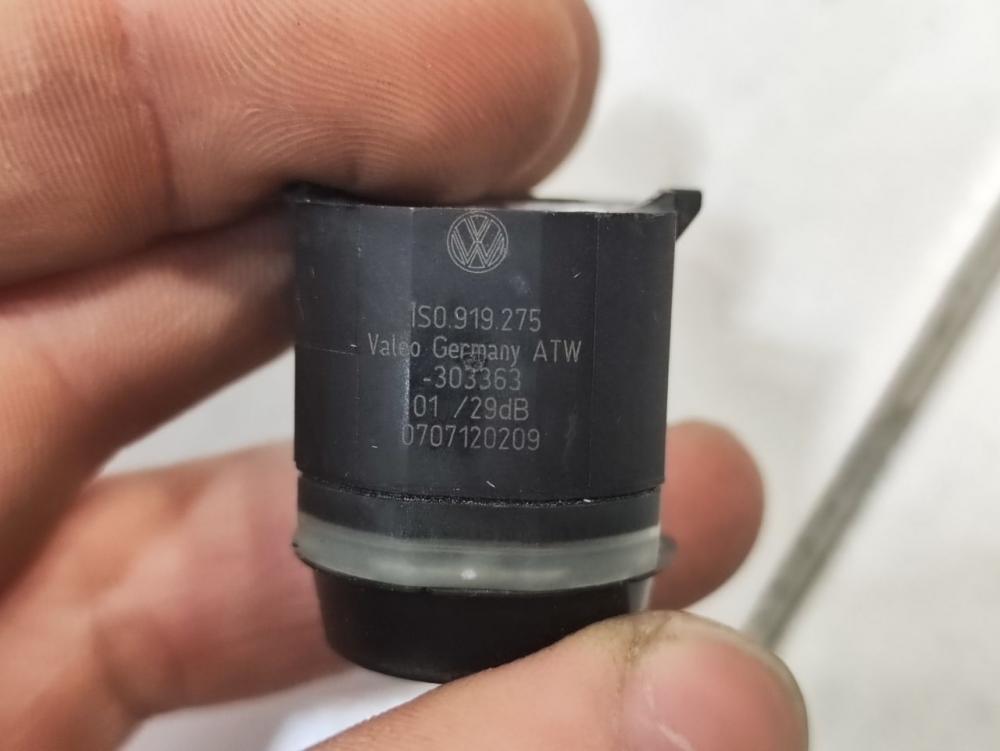 1S0.919.275
Valeo Germany ATW
-303363
01 /29dB
0707120209